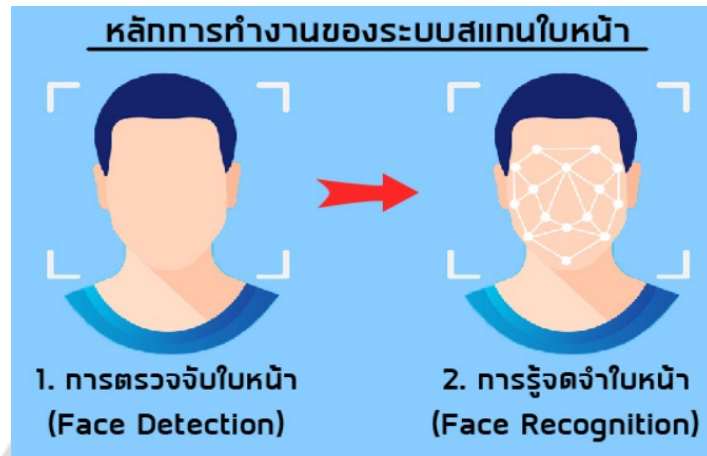 หลักการทำงานของระบบสแกนใบหน้า
1. การตรวจจับใบหน้า
(Face Detection)
2. การรู้จดจำใบหน้า
(Face Recognition)